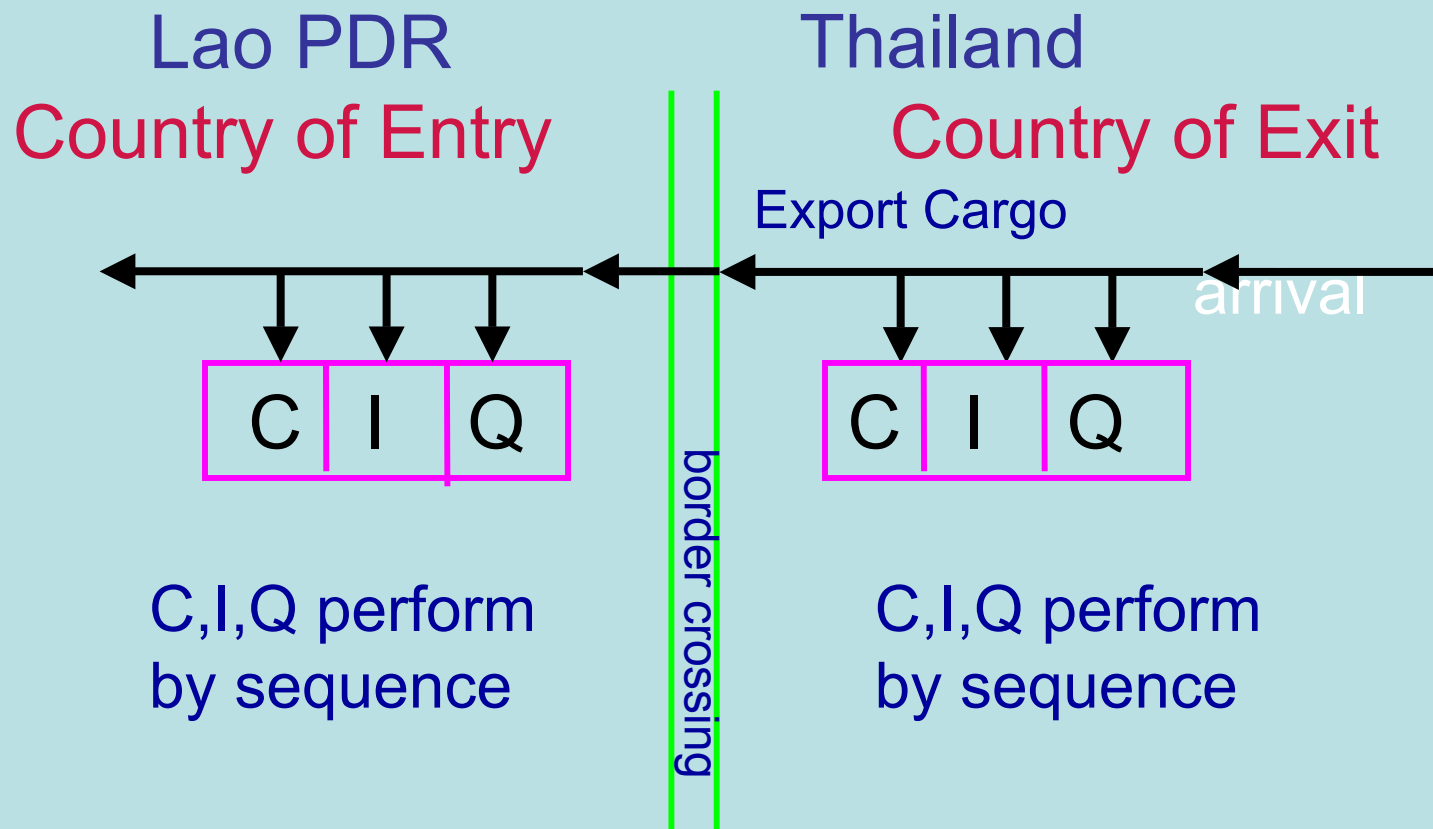 Lao PDR
Thailand
Country of Entry
Country of Exit
Export Cargo
arrival
C I Q
C I Q
border crossing
C,I,Q perform
by sequence
C,I,Q perform
by sequence